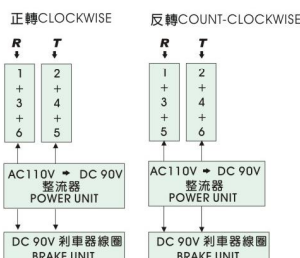 正轉CLOCKWISE
R T
1 2
+ +
3 4
+ +
6 5
AC110V ➡ DC 90V
整流器
POWER UNIT
DC 90V 剎車器線圈
BRAKE UNIT
反轉COUNT-CLOCKWISE
R T
1 2
+ +
3 4
+ +
5 6
AC110V ➡ DC 90V
整流器
POWER UNIT
DC 90V 剎車器線圈
BRAKE UNIT